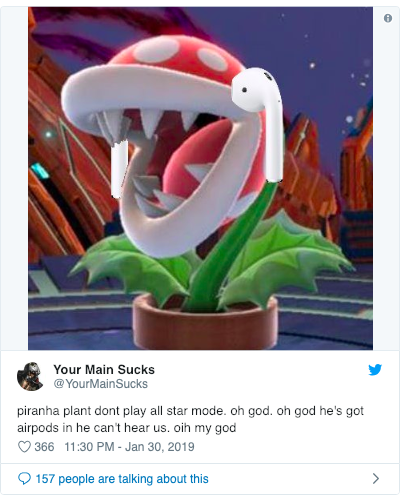 Your Main Sucks
@YourMainSucks
piranha plant dont play all star mode. oh god. oh god he's got
airpods in he can't hear us. oih my god
366 11:30 PM - Jan 30, 2019
157 people are talking about this